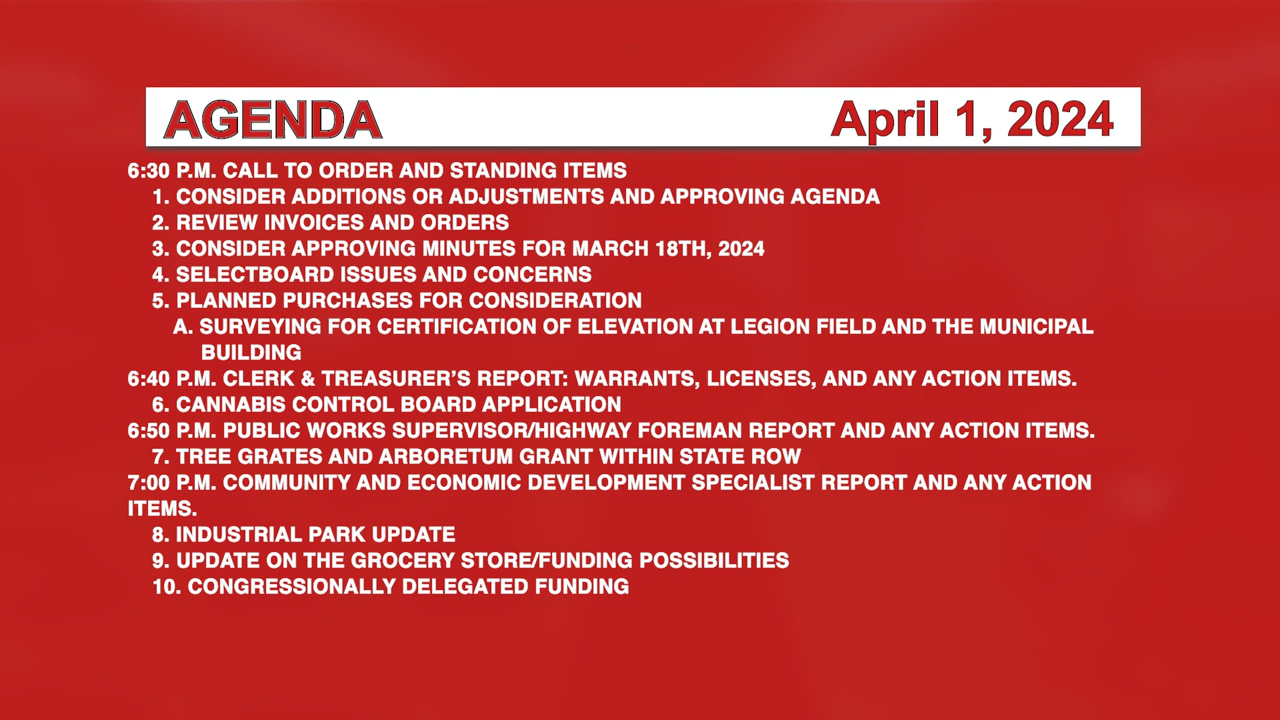 AGENDA April 1, 2024
6:30 P.M. CALL TO ORDER AND STANDING ITEMS
1. CONSIDER ADDITIONS OR ADJUSTMENTS AND APPROVING AGENDA
2. REVIEW INVOICES AND ORDERS
3. CONSIDER APPROVING MINUTES FOR MARCH 18TH, 2024
4. SELECTBOARD ISSUES AND CONCERNS
5. PLANNED PURCHASES FOR CONSIDERATION
A. SURVEYING FOR CERTIFICATION OF ELEVATION AT LEGION FIELD AND THE MUNICIPAL
BUILDING
6:40 P.M. CLERK & TREASURER’S REPORT: WARRANTS, LICENSES, AND ANY ACTION ITEMS.
6. CANNABIS CONTROL BOARD APPLICATION
6:50 P.M. PUBLIC WORKS SUPERVISOR/HIGHWAY FOREMAN REPORT AND ANY ACTION ITEMS.
7. TREE GRATES AND ARBORETUM GRANT WITHIN STATE ROW
7:00 P.M. COMMUNITY AND ECONOMIC DEVELOPMENT SPECIALIST REPORT AND ANY ACTION
ITEMS.
8. INDUSTRIAL PARK UPDATE
9. UPDATE ON THE GROCERY STORE/FUNDING POSSIBILITIES
10. CONGRESSIONALLY DELEGATED FUNDING